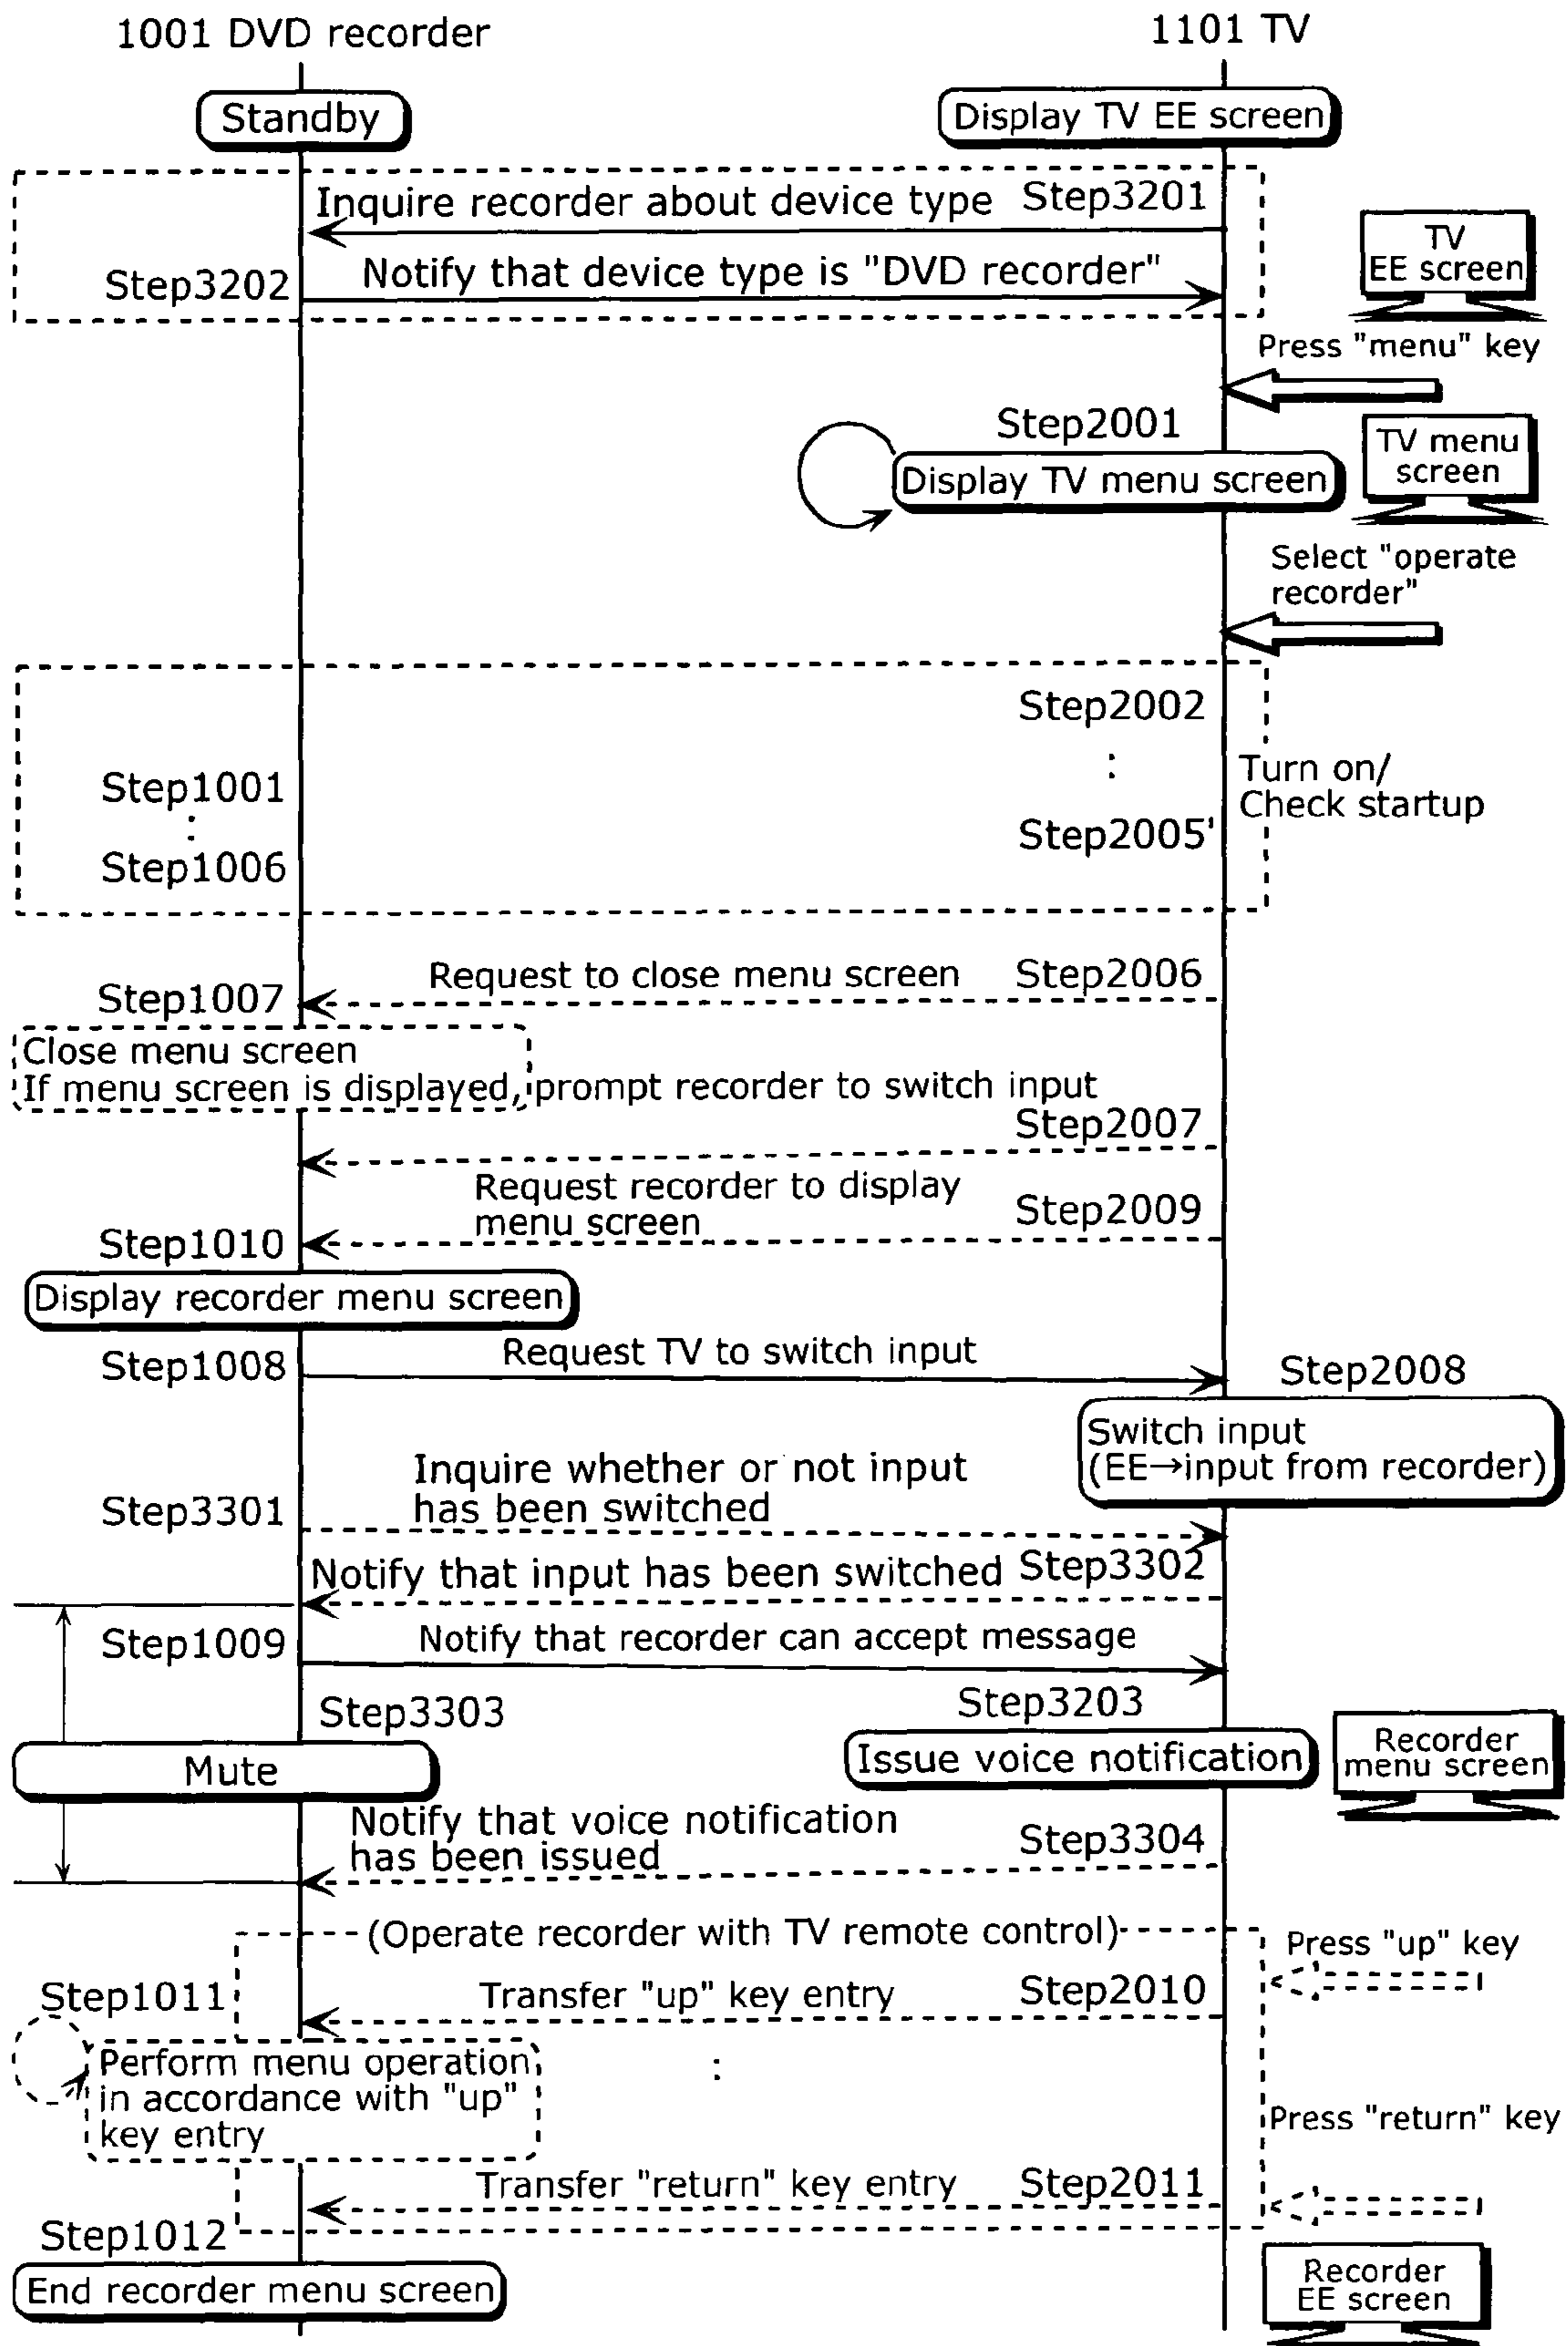 1001 DVD recorder
1101 TV
Standby
Display TV EE screen
Inquire recorder about device type
Step3201
Step3202
Notify that device type is "DVD recorder"
TV
EE screen
Press "menu" key
Step2001
Display TV menu screen
TV menu
screen
Select "operate
recorder"
Step2002
:
Step1001
:
Step1006
Step2005'
Turn on/
Check startup
Request to close menu screen
Step2006
Step1007
Close menu screen
If menu screen is displayed, prompt recorder to switch input
Step2007
Request recorder to display
menu screen
Step2009
Step1010
Display recorder menu screen
Step1008
Request TV to switch input
Step2008
Switch input
(EE→input from recorder)
Inquire whether or not input
has been switched
Step3301
Notify that input has been switched
Step3302
Step1009
Notify that recorder can accept message
Step3303
Step3203
Mute
Issue voice notification
Recorder
menu screen
Notify that voice notification
has been issued
Step3304
(Operate recorder with TV remote control)
Press "up" key
Step1011
Transfer "up" key entry
Step2010
Perform menu operation
in accordance with "up"
key entry
:
Press "return" key
Transfer "return" key entry
Step2011
Step1012
End recorder menu screen
Recorder
EE screen